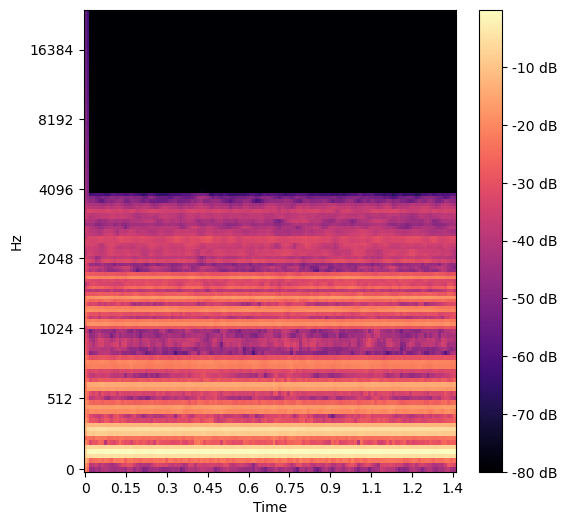 16384
8192
4096
2048
1024
512
0
Hz
0 0.15 0.3 0.45 0.6 0.75 0.9 1.1 1.2 1.4
Time
-10 dB
-20 dB
-30 dB
-40 dB
-50 dB
-60 dB
-70 dB
-80 dB